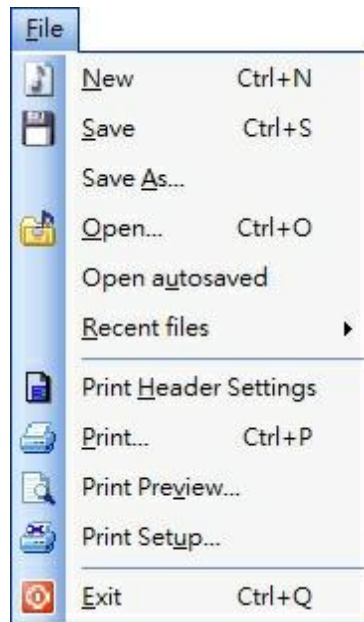 File
New Ctrl+N
Save Ctrl+S
Save As...
Open... Ctrl+O
Open autosaved
Recent files
Print Header Settings
Print... Ctrl+P
Print Preview...
Print Setup...
Exit Ctrl+Q